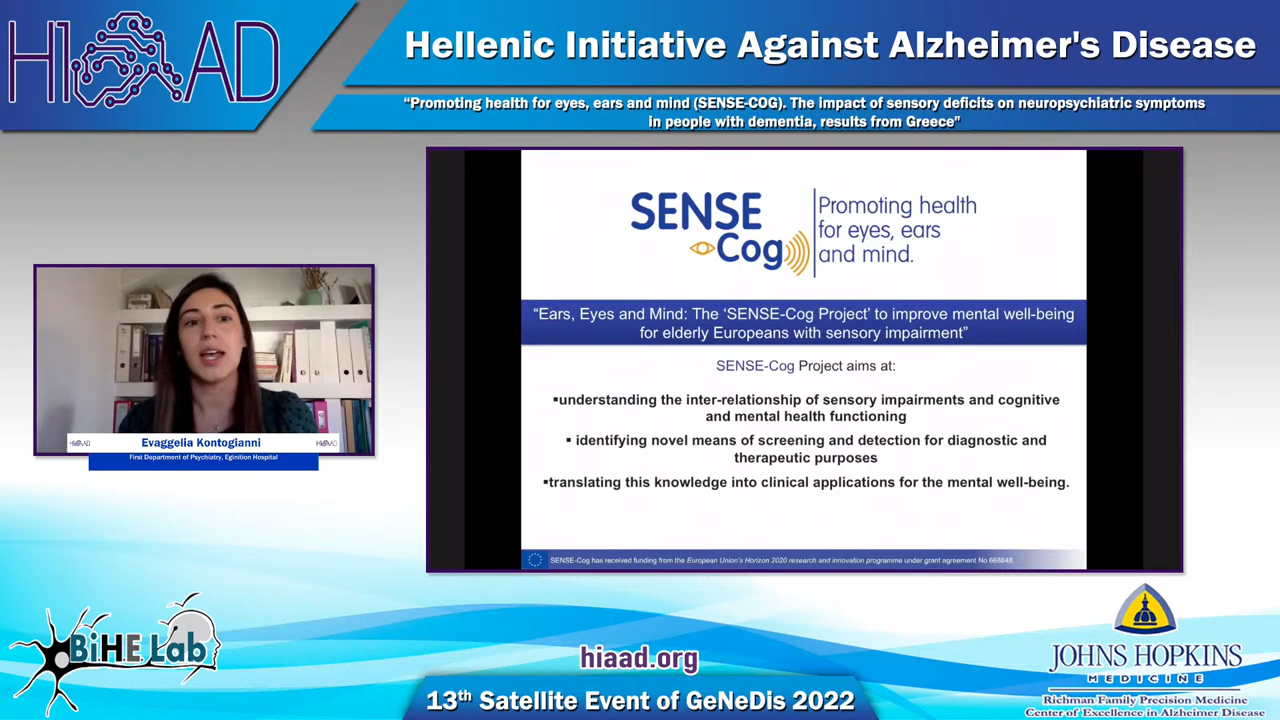 HIAAD
Hellenic Initiative Against Alzheimer's Disease
“Promoting health for eyes, ears and mind (SENSE-COG). The impact of sensory deficits on neuropsychiatric symptoms
in people with dementia, results from Greece"
SENSE
Cog
Promoting health
for eyes, ears
and mind.
“Ears, Eyes and Mind: The ‘SENSE-Cog Project’ to improve mental well-being
for elderly Europeans with sensory impairment”
SENSE-Cog Project aims at:
▪understanding the inter-relationship of sensory impairments and cognitive
and mental health functioning
▪ identifying novel means of screening and detection for diagnostic and
therapeutic purposes
▪translating this knowledge into clinical applications for the mental well-being.
SENSE-Cog has received funding from the European Union's Horizon 2020 research and innovation programme under grant agreement No 668648
HIAAD
Evaggelia Kontogianni
HIAAD
First Department of Psychiatry, Eginition Hospital
BiHE Lab
hiaad.org
13th Satellite Event of GeNeDis 2022
JOHNS HOPKINS
MEDICINE
Richman Family Precision Medicine
Center of Excellence in Alzheimer Disease